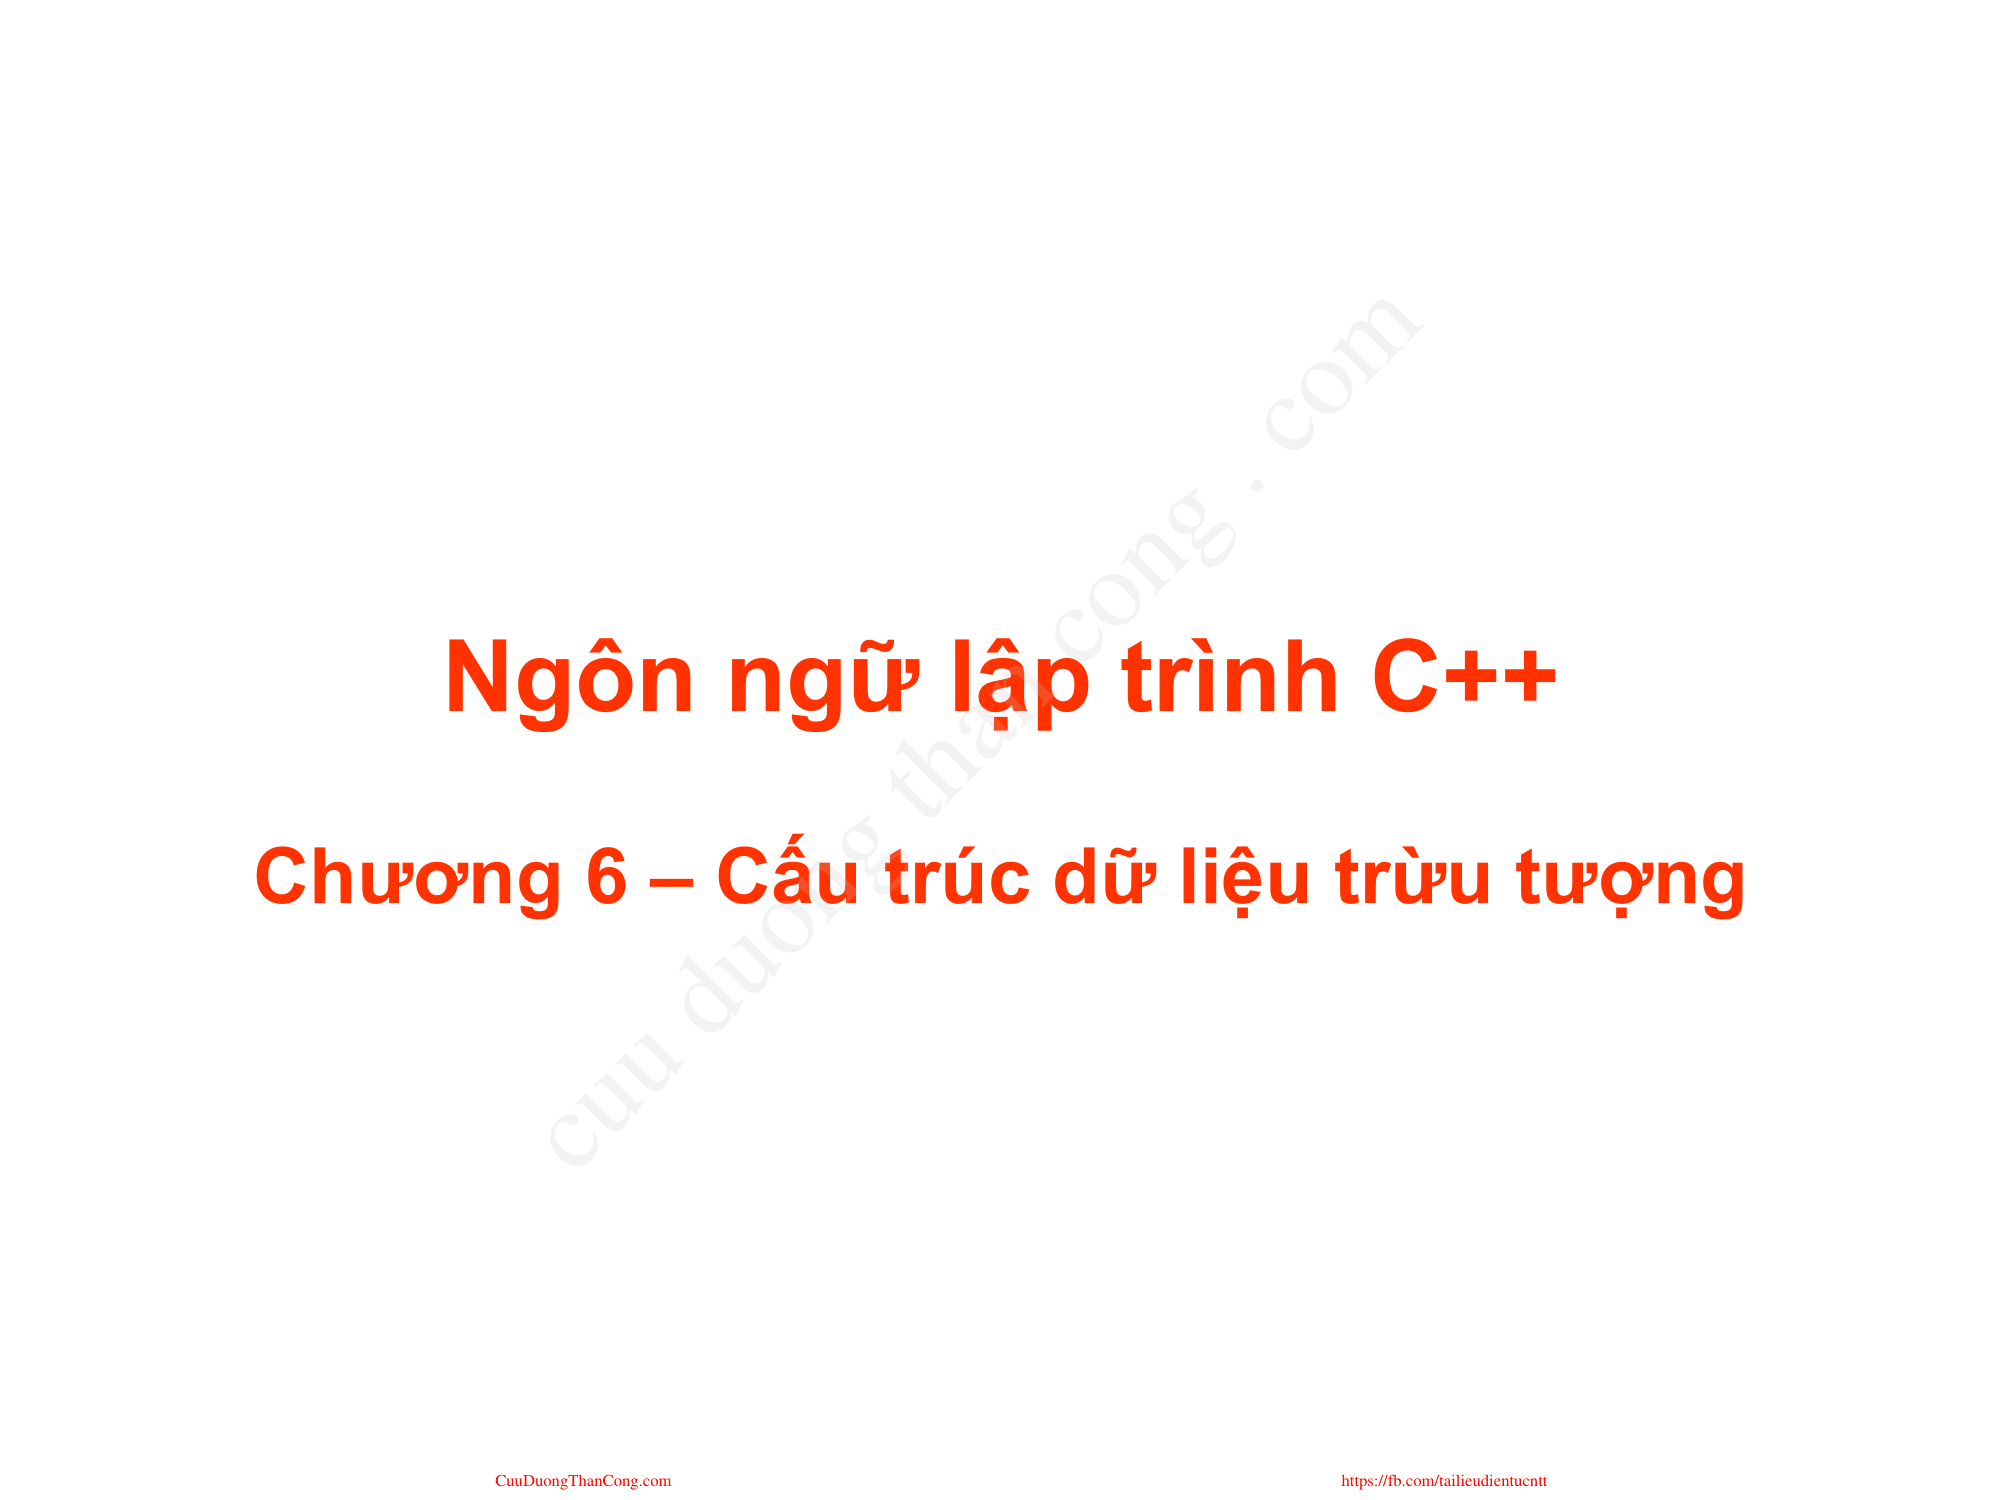 Ngôn ngữ lập trình C++
Chương 6 – Cấu trúc dữ liệu trừu tượng
cuu duong than cong . com
CuuDuongThanCong.com
https://fb.com/tailieudientucntt